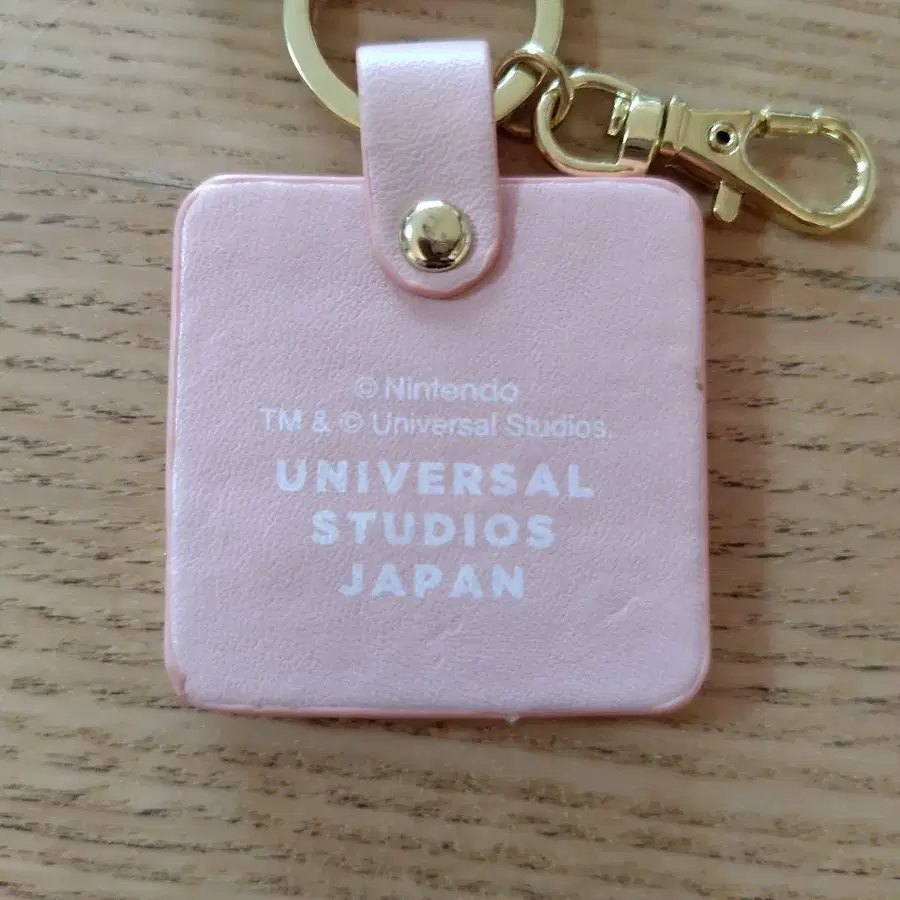 © Nintendo
TM & © Universal Studios.
UNIVERSAL
STUDIOS
JAPAN